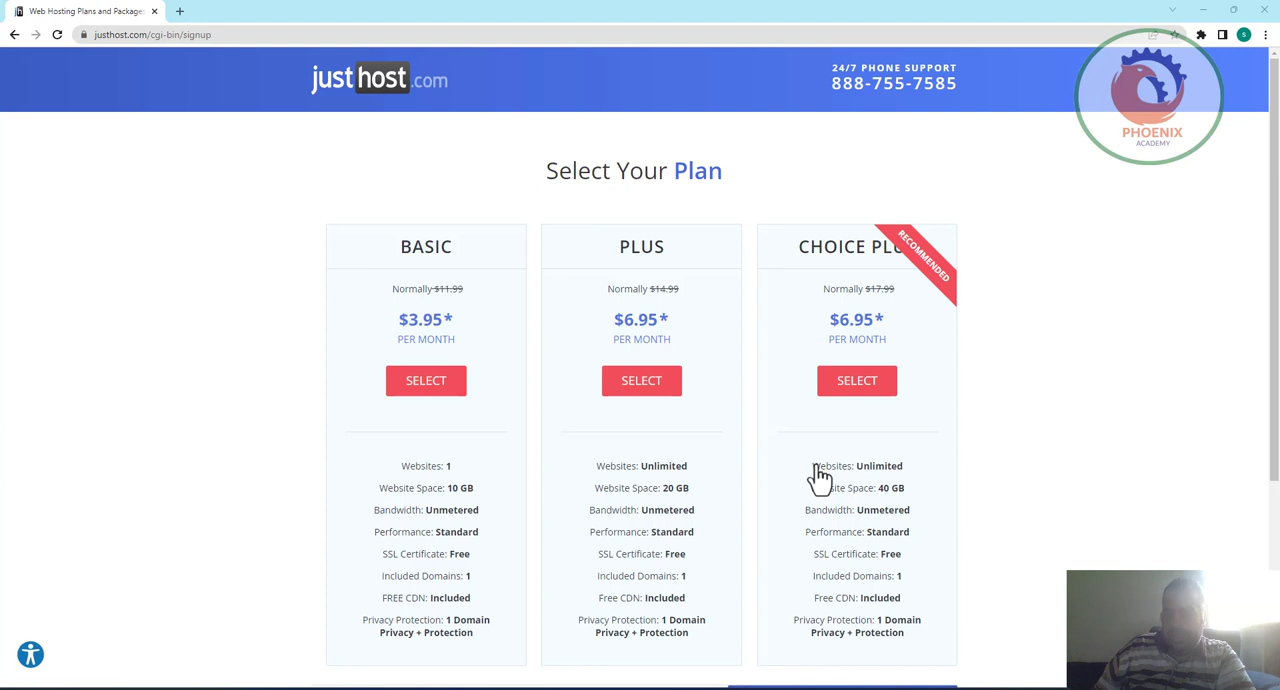 Web Hosting Plans and Package
justhost.com/cgi-bin/signup
S
justhost.com
24/7 PHONE SUPPORT
888-755-7585
PHOENIX
ACADEMY
Select Your Plan
BASIC
Normally $11.99
$3.95*
PER MONTH
SELECT
Websites: 1
Website Space: 10 GB
Bandwidth: Unmetered
Performance: Standard
SSL Certificate: Free
Included Domains: 1
FREE CDN: Included
Privacy Protection: 1 Domain
Privacy + Protection
PLUS
Normally $14.99
$6.95*
PER MONTH
SELECT
Websites: Unlimited
Website Space: 20 GB
Bandwidth: Unmetered
Performance: Standard
SSL Certificate: Free
Included Domains: 1
Free CDN: Included
Privacy Protection: 1 Domain
Privacy + Protection
CHOICE PLU
RECOMMENDED
Normally $17.99
$6.95*
PER MONTH
SELECT
Websites: Unlimited
site Space: 40 GB
Bandwidth: Unmetered
Performance: Standard
SSL Certificate: Free
Included Domains: 1
Free CDN: Included
Privacy Protection: 1 Domain
Privacy + Protection